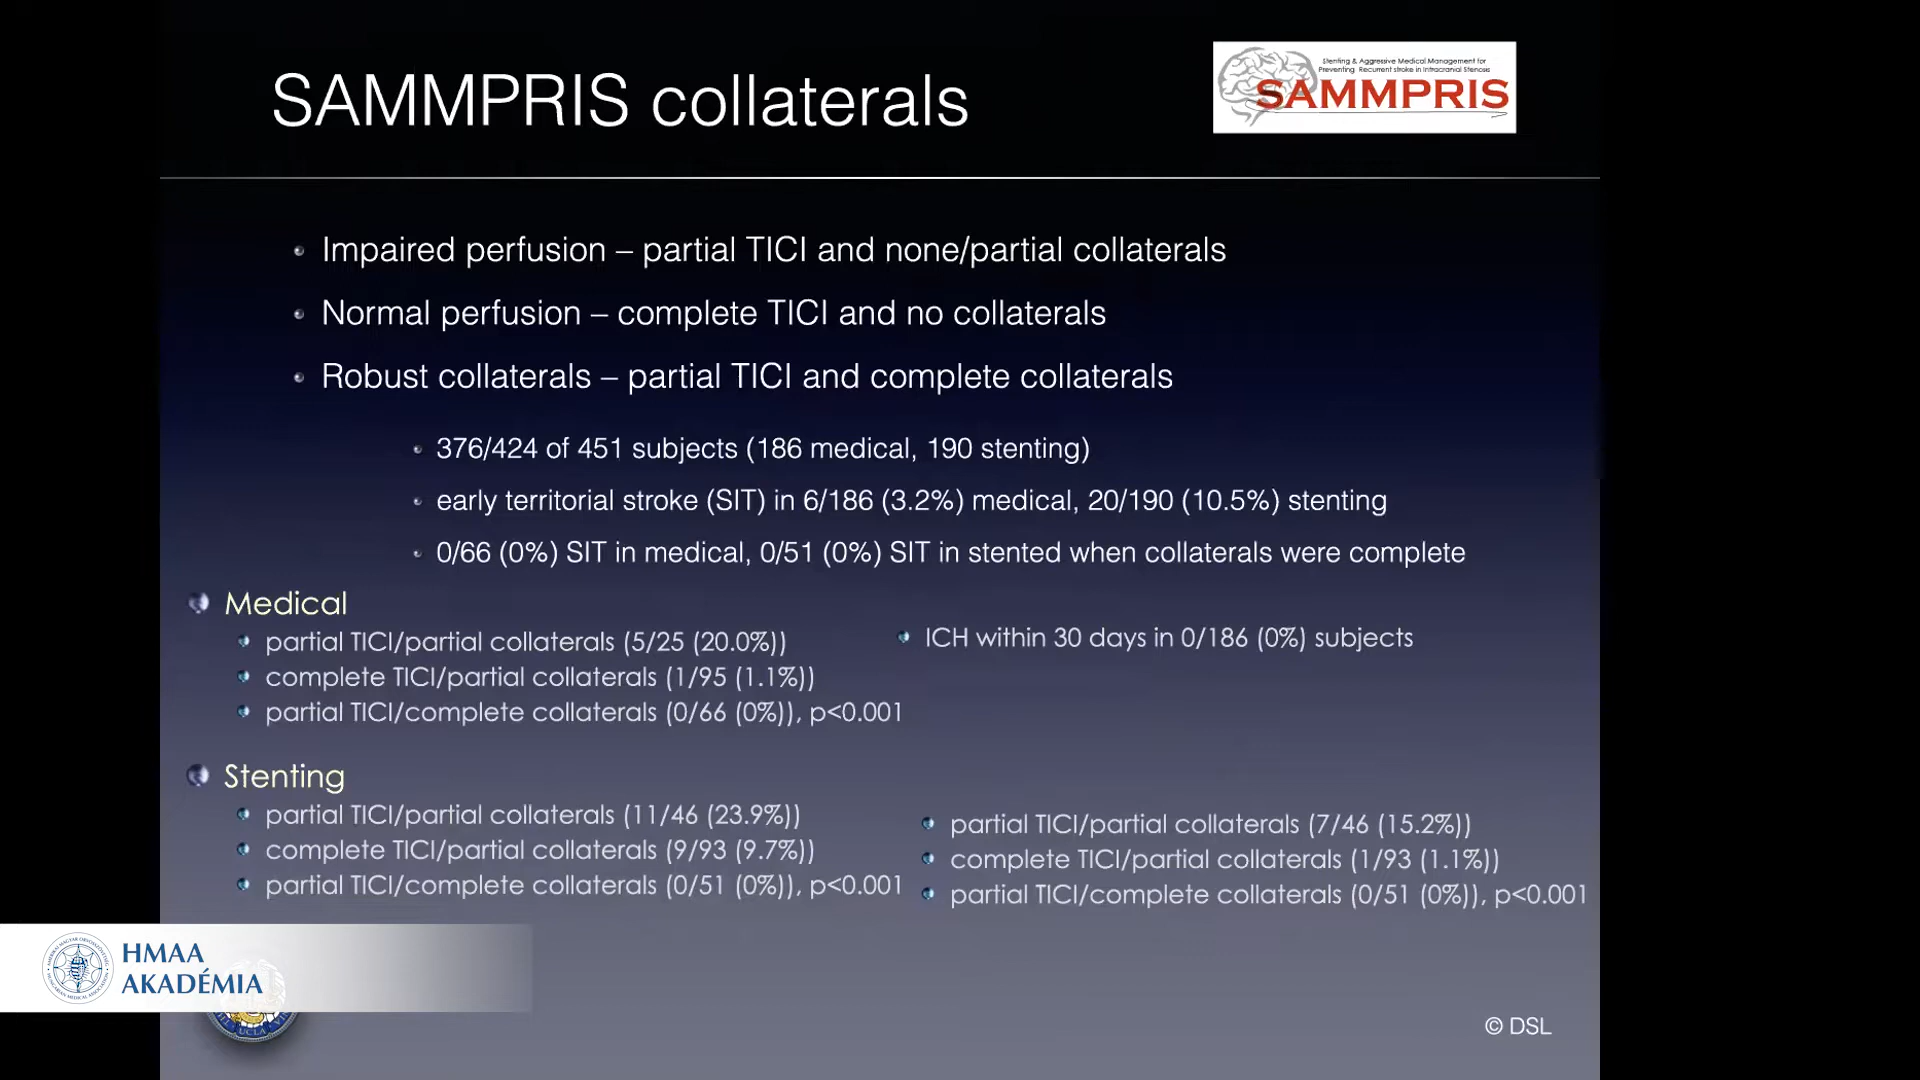 SAMMPRIS collaterals
Stenting & Aggressive Medical Management for
Preventing Recurrent stroke in Intracranial Stenosis
SAMMPRIS
Impaired perfusion – partial TICI and none/partial collaterals
Normal perfusion – complete TICI and no collaterals
Robust collaterals – partial TICI and complete collaterals
376/424 of 451 subjects (186 medical, 190 stenting)
early territorial stroke (SIT) in 6/186 (3.2%) medical, 20/190 (10.5%) stenting
0/66 (0%) SIT in medical, 0/51 (0%) SIT in stented when collaterals were complete
Medical
partial TICI/partial collaterals (5/25 (20.0%))
complete TICI/partial collaterals (1/95 (1.1%))
partial TICI/complete collaterals (0/66 (0%)), p<0.001
ICH within 30 days in 0/186 (0%) subjects
Stenting
partial TICI/partial collaterals (11/46 (23.9%))
complete TICI/partial collaterals (9/93 (9.7%))
partial TICI/complete collaterals (0/51 (0%)), p<0.001
partial TICI/partial collaterals (7/46 (15.2%))
complete TICI/partial collaterals (1/93 (1.1%))
partial TICI/complete collaterals (0/51 (0%)), p<0.001
HMAA
AKADÉMIA
UCLA
© DSL